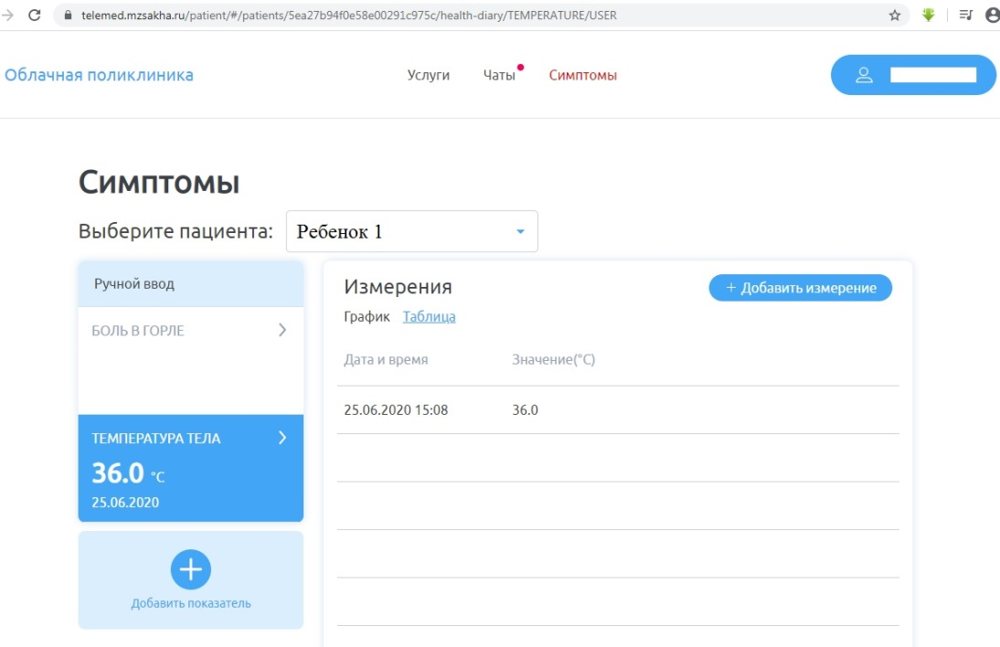 telemed.mzsakha.ru/patient/#/patients/5ea27b94f0e58e00291c975c/health-diary/TEMPERATURE/USER
Облачная поликлиника
Услуги
Чаты
Симптомы
Симптомы
Выберите пациента:
Ребенок 1
Ручной ввод
БОЛЬ В ГОРЛЕ
ТЕМПЕРАТУРА ТЕЛА
36.0 °C
25.06.2020
Добавить показатель
Измерения
+ Добавить измерение
График Таблица
Дата и время Значение(°C)
25.06.2020 15:08 36.0